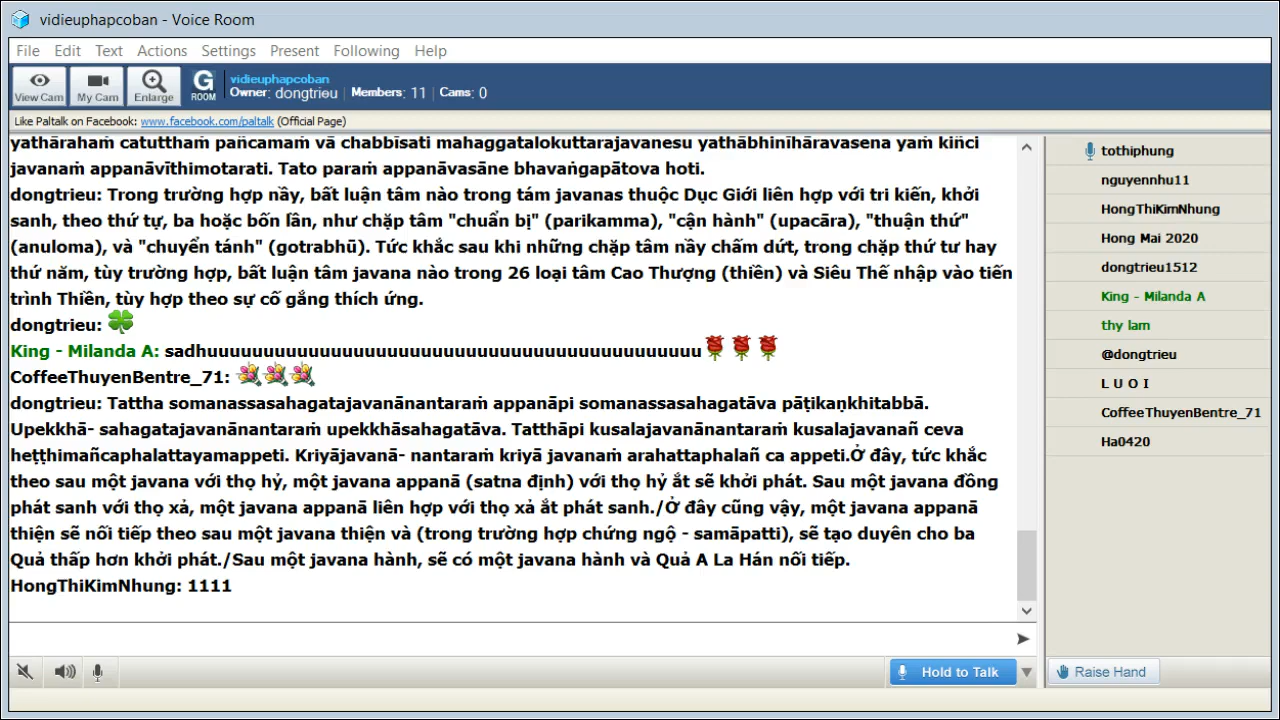 vidieuphapcoban - Voice Room
File Edit Text Actions Settings Present Following Help
View Cam My Cam Enlarge G ROOM vidieuphapcoban
Owner: dongtrieu Members: 11 Cams: 0
Like Paltalk on Facebook: www.facebook.com/paltalk (Official Page)
yathārahaṁ catutthaṁ pañcamaṁ vā chabbīsati mahaggatalokuttarajavanesu yathābhinīhāravasena yaṁ kiñci
javanaṁ appanāvīthimotarati. Tato paraṁ appanāvasāne bhavaṅgapātova hoti.
dongtrieu: Trong trường hợp nầy, bất luận tâm nào trong tám javanas thuộc Dục Giới liên hợp với tri kiến, khởi
sanh, theo thứ tự, ba hoặc bốn lần, như chặp tâm "chuẩn bị" (parikamma), "cận hành" (upacāra), "thuận thứ"
(anuloma), và "chuyển tánh" (gotrabhū). Tức khắc sau khi những chặp tâm nầy chấm dứt, trong chặp thứ tư hay
thứ năm, tùy trường hợp, bất luận tâm javana nào trong 26 loại tâm Cao Thượng (thiền) và Siêu Thế nhập vào tiến
trình Thiền, tùy hợp theo sự cố gắng thích ứng.
dongtrieu:
King - Milanda A: sadhuuuuuuuuuuuuuuuuuuuuuuuuuuuuuuuuuuuuuuuuuuuu
CoffeeThuyenBentre_71:
dongtrieu: Tattha somanassasahagatajavanānantaraṁ appanāpi somanassasahagatāva pāṭikaṇkhitabbā.
Upekkhā- sahagatajavanānantaraṁ upekkhāsahagatāva. Tatthāpi kusalajavanānantaraṁ kusalajavanañ ceva
heṭṭhimañcaphalattayamappeti. Kriyājavanā- nantaraṁ kriyā javanaṁ arahattaphalañ ca appeti.Ở đây, tức khắc
theo sau một javana với thọ hỷ, một javana appanā (satna định) với thọ hỷ ắt sẽ khởi phát. Sau một javana đồng
phát sanh với thọ xả, một javana appanā liên hợp với thọ xả ắt phát sanh./Ở đây cũng vậy, một javana appanā
thiện sẽ nối tiếp theo sau một javana thiện và (trong trường hợp chứng ngộ - samāpatti), sẽ tạo duyên cho ba
Quả thấp hơn khởi phát./Sau một javana hành, sẽ có một javana hành và Quả A La Hán nối tiếp.
HongThiKimNhung: 1111
Hold to Talk
tothiphung
nguyennhu11
HongThiKimNhung
Hong Mai 2020
dongtrieu1512
King - Milanda A
thy lam
@dongtrieu
L U O I
CoffeeThuyenBentre_71
Ha0420
Raise Hand